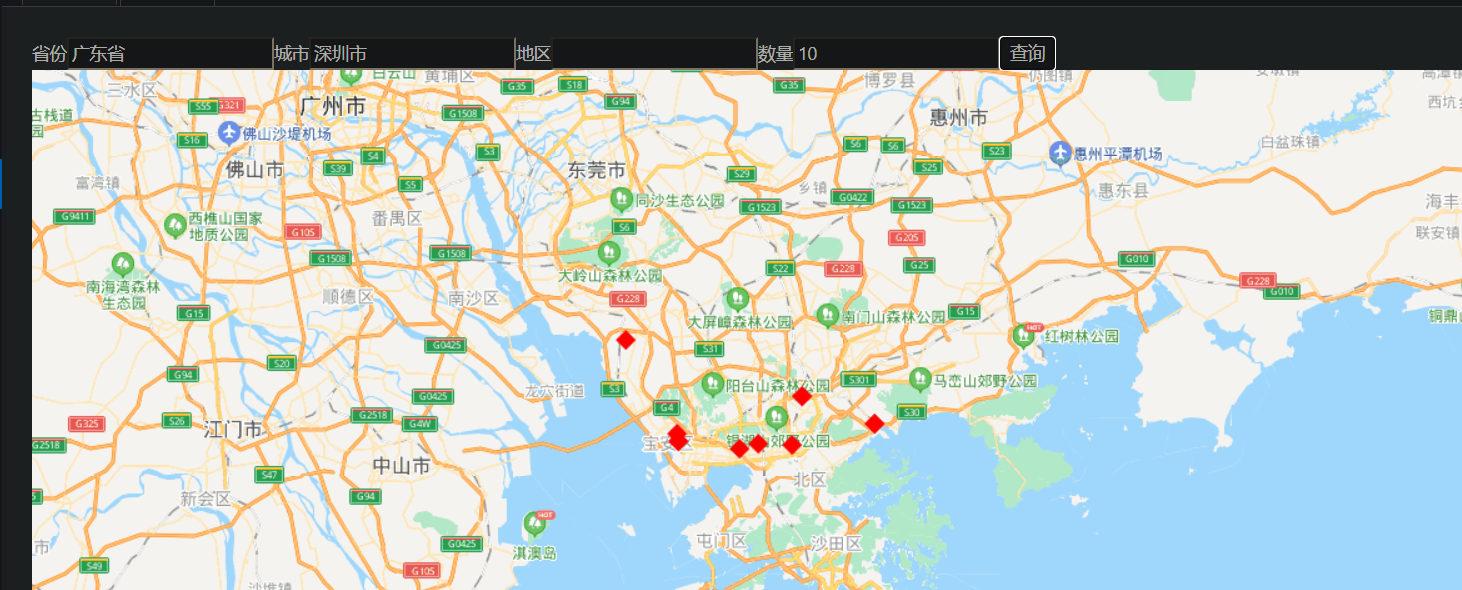 省份 广东省 城市 深圳市 地区 数量 10 查询
三水区
白云山
黄埔区
G35
S18
G35
博罗县
古栈道
园
S55
G321
广州市
G94
G1508
惠州市
西坑乡
S16
佛山沙堤机场
S6
S6
白盆珠镇
佛山市
S39
S4
S3
东莞市
S29
S25
S23
惠州平潭机场
富湾镇
S5
乡镇
G0422
惠东县
G9411
西樵山国家
地质公园
番禺区
同沙生态公园
G1523
G1523
海丰
G105
S6
G205
联安镇
G1508
G1508
南海湾森林
生态园
大岭山森林公园
S22
G228
G25
G010
顺德区
南沙区
G228
G228
G010
G15
大屏嶂森林公园
南门山森林公园
G15
铜鼎山
G0425
S31
HOT
红树林公园
S20
G94
龙穴街道
S3
阳台山森林公园
S301
马峦山郊野公园
G0425
G4
G325
S26
G2518
G4W
S30
G2518
江门市
宝安区
银湖山郊野公园
中山市
S47
北区
新会区
G94
HOT
淇澳岛
屯门区
沙田区
市
G0425
S49
G105